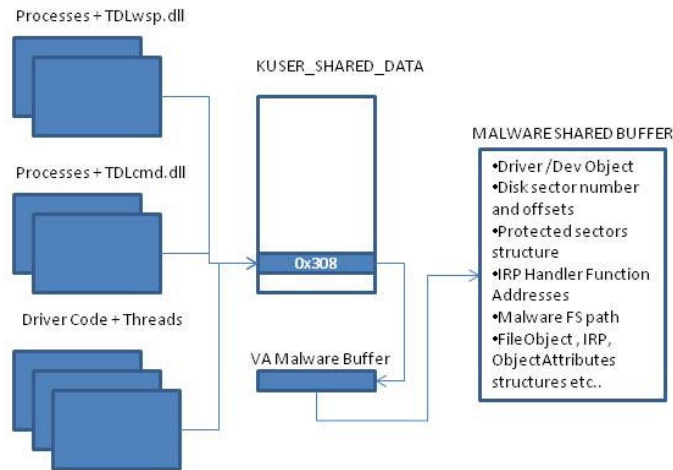 Processes + TDLwsp.dll
KUSER_SHARED_DATA
MALWARE SHARED BUFFER
Processes + TDLcmd.dll
0x308
Driver Code + Threads
VA Malware Buffer
•Driver /Dev Object
•Disk sector number
and offsets
•Protected sectors
structure
•IRP Handler Function
Addresses
•Malware FS path
•FileObject , IRP,
ObjectAttributes
structures etc..